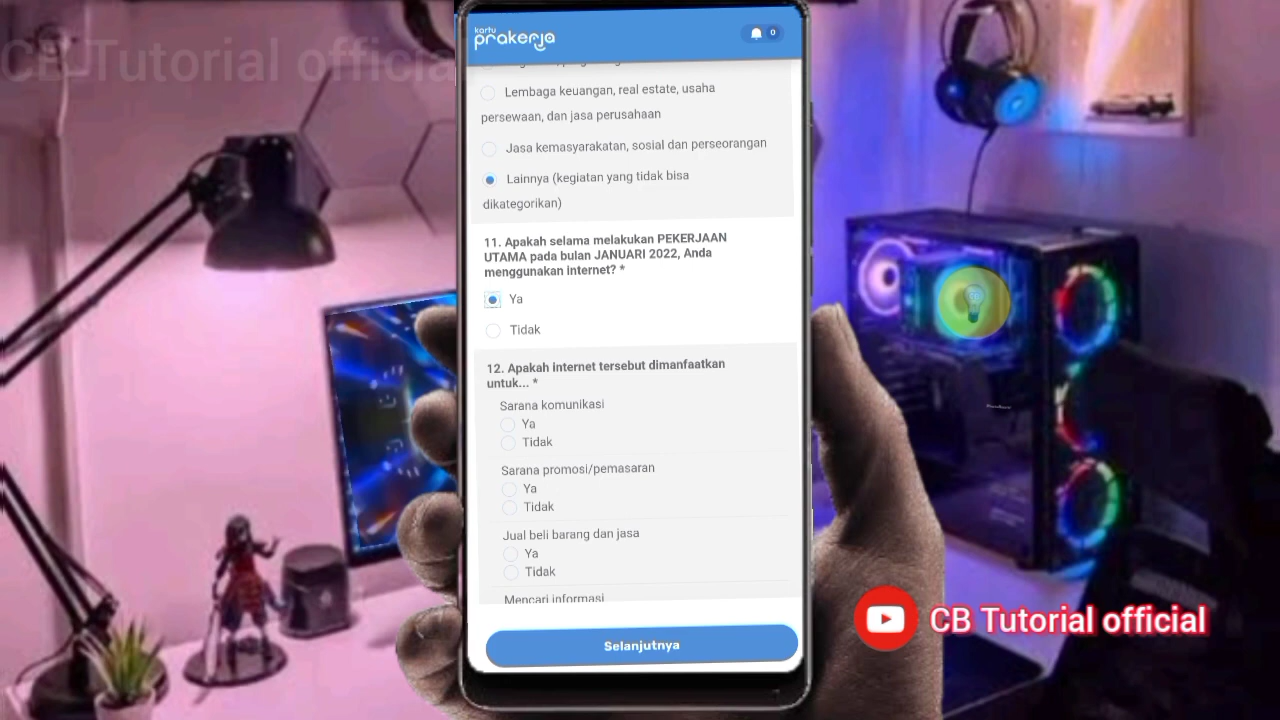 CB Tutorial official
kartu
prakerja
0
Lembaga keuangan, real estate, usaha
persewaan, dan jasa perusahaan
Jasa kemasyarakatan, sosial dan perseorangan
Lainnya (kegiatan yang tidak bisa
dikategorikan)
11. Apakah selama melakukan PEKERJAAN
UTAMA pada bulan JANUARI 2022, Anda
menggunakan internet? *
Ya
Tidak
12. Apakah internet tersebut dimanfaatkan
untuk... *
Sarana komunikasi
Ya
Tidak
Sarana promosi/pemasaran
Ya
Tidak
Jual beli barang dan jasa
Ya
Tidak
Mencari informasi
Selanjutnya
CB Tutorial official